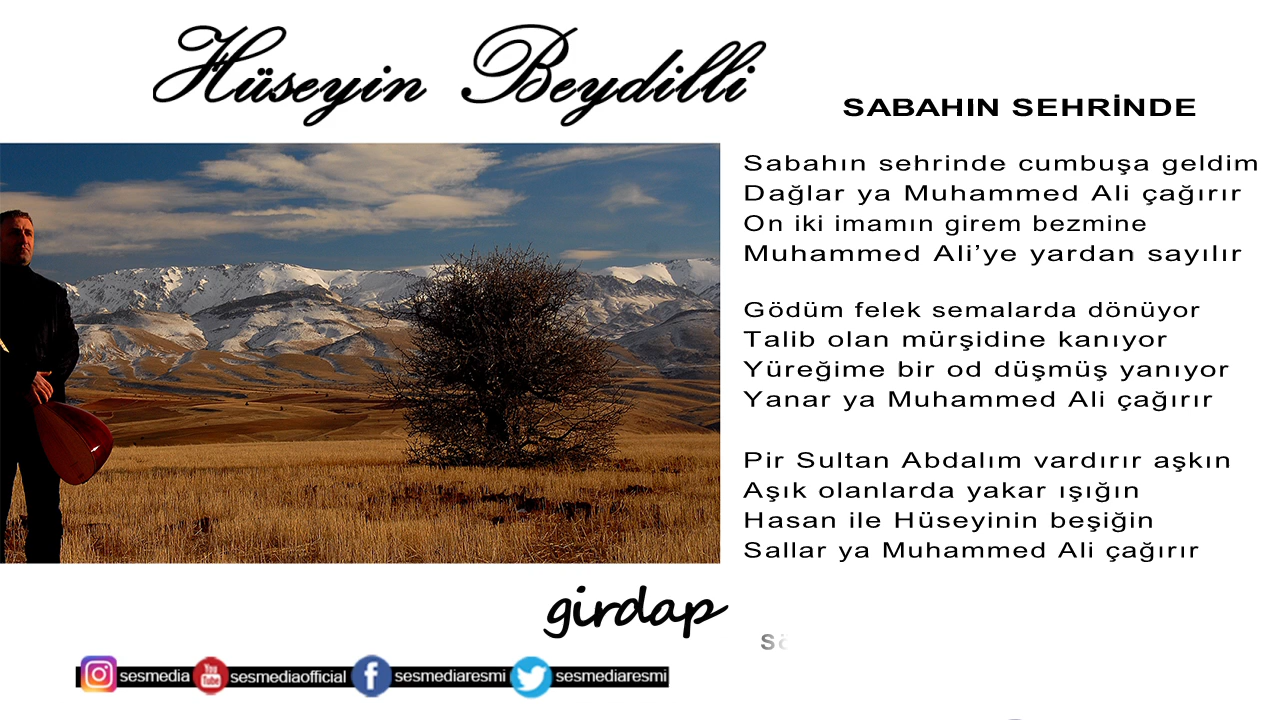 Hüseyin Beydilli
SABAHIN SEHRİNDE
Sabahın sehrinde cumbuşa geldim
Dağlar ya Muhammed Ali çağırır
On iki imamın girem bezmine
Muhammed Ali’ye yardan sayılır
Gödüm felek semalarda dönüyor
Talib olan mürşidine kanıyor
Yüreğime bir od düşmüş yanıyor
Yanar ya Muhammed Ali çağırır
Pir Sultan Abdalım vardırır aşkın
Aşık olanlarda yakar ışığın
Hasan ile Hüseyinin beşiğin
Sallar ya Muhammed Ali çağırır
girdap
sesmedia You Tube sesmediaofficial sesmediaresmi sesmediaresmi